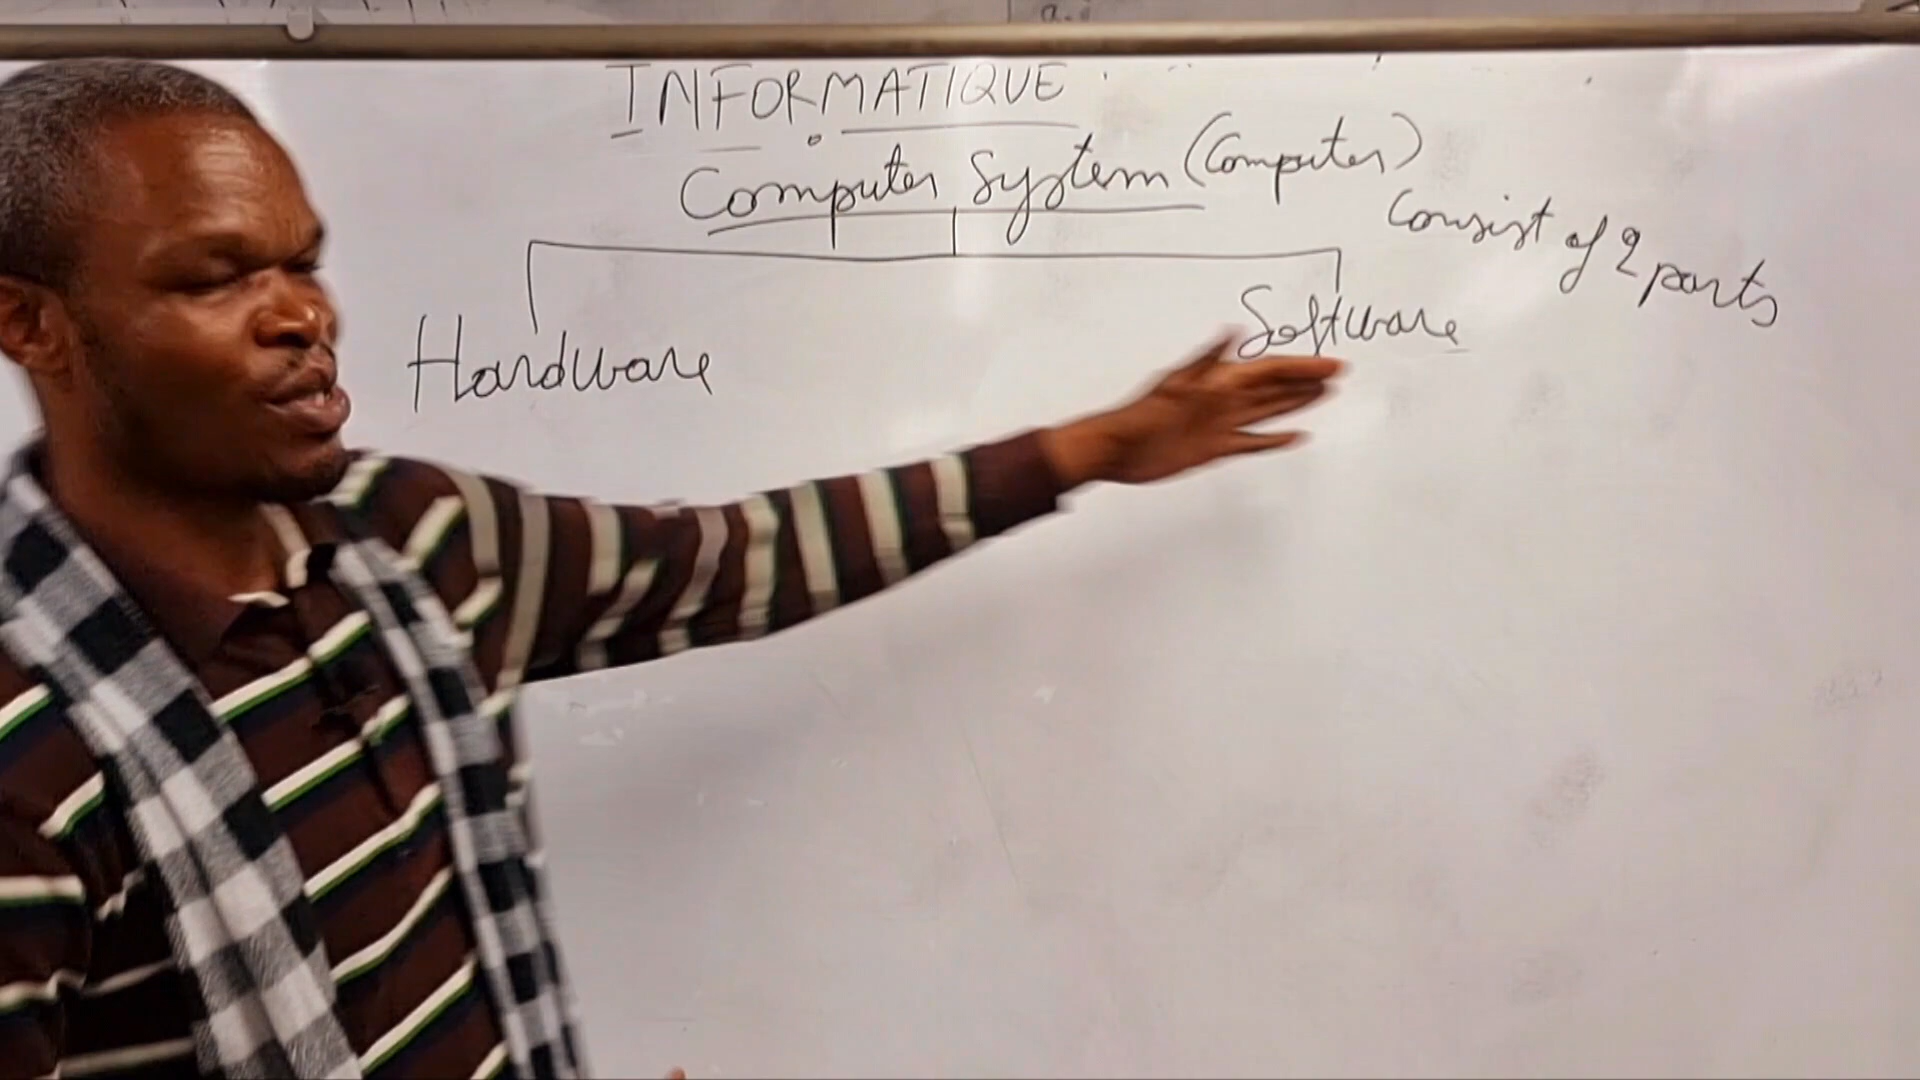 INFORMATIQUE
Computer System (Computer)
Consist of 2 parts
Hardware
Software